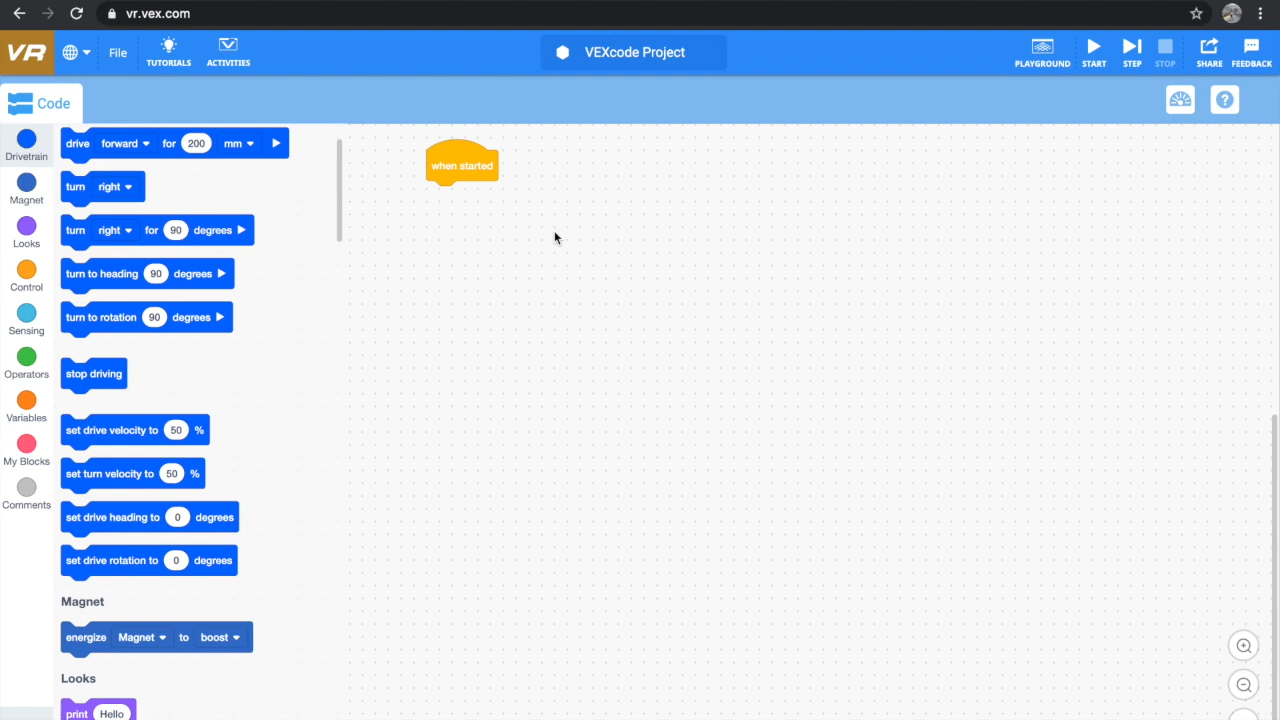 vr.vex.com
VR
File
TUTORIALS
ACTIVITIES
VEXcode Project
PLAYGROUND
START
STEP
STOP
SHARE
FEEDBACK
Code
?
Drivetrain
Magnet
Looks
Control
Sensing
Operators
Variables
My Blocks
Comments
drive forward for 200 mm
turn right
turn right for 90 degrees
turn to heading 90 degrees
turn to rotation 90 degrees
stop driving
set drive velocity to 50 %
set turn velocity to 50 %
set drive heading to 0 degrees
set drive rotation to 0 degrees
Magnet
energize Magnet to boost
Looks
print Hello
when started